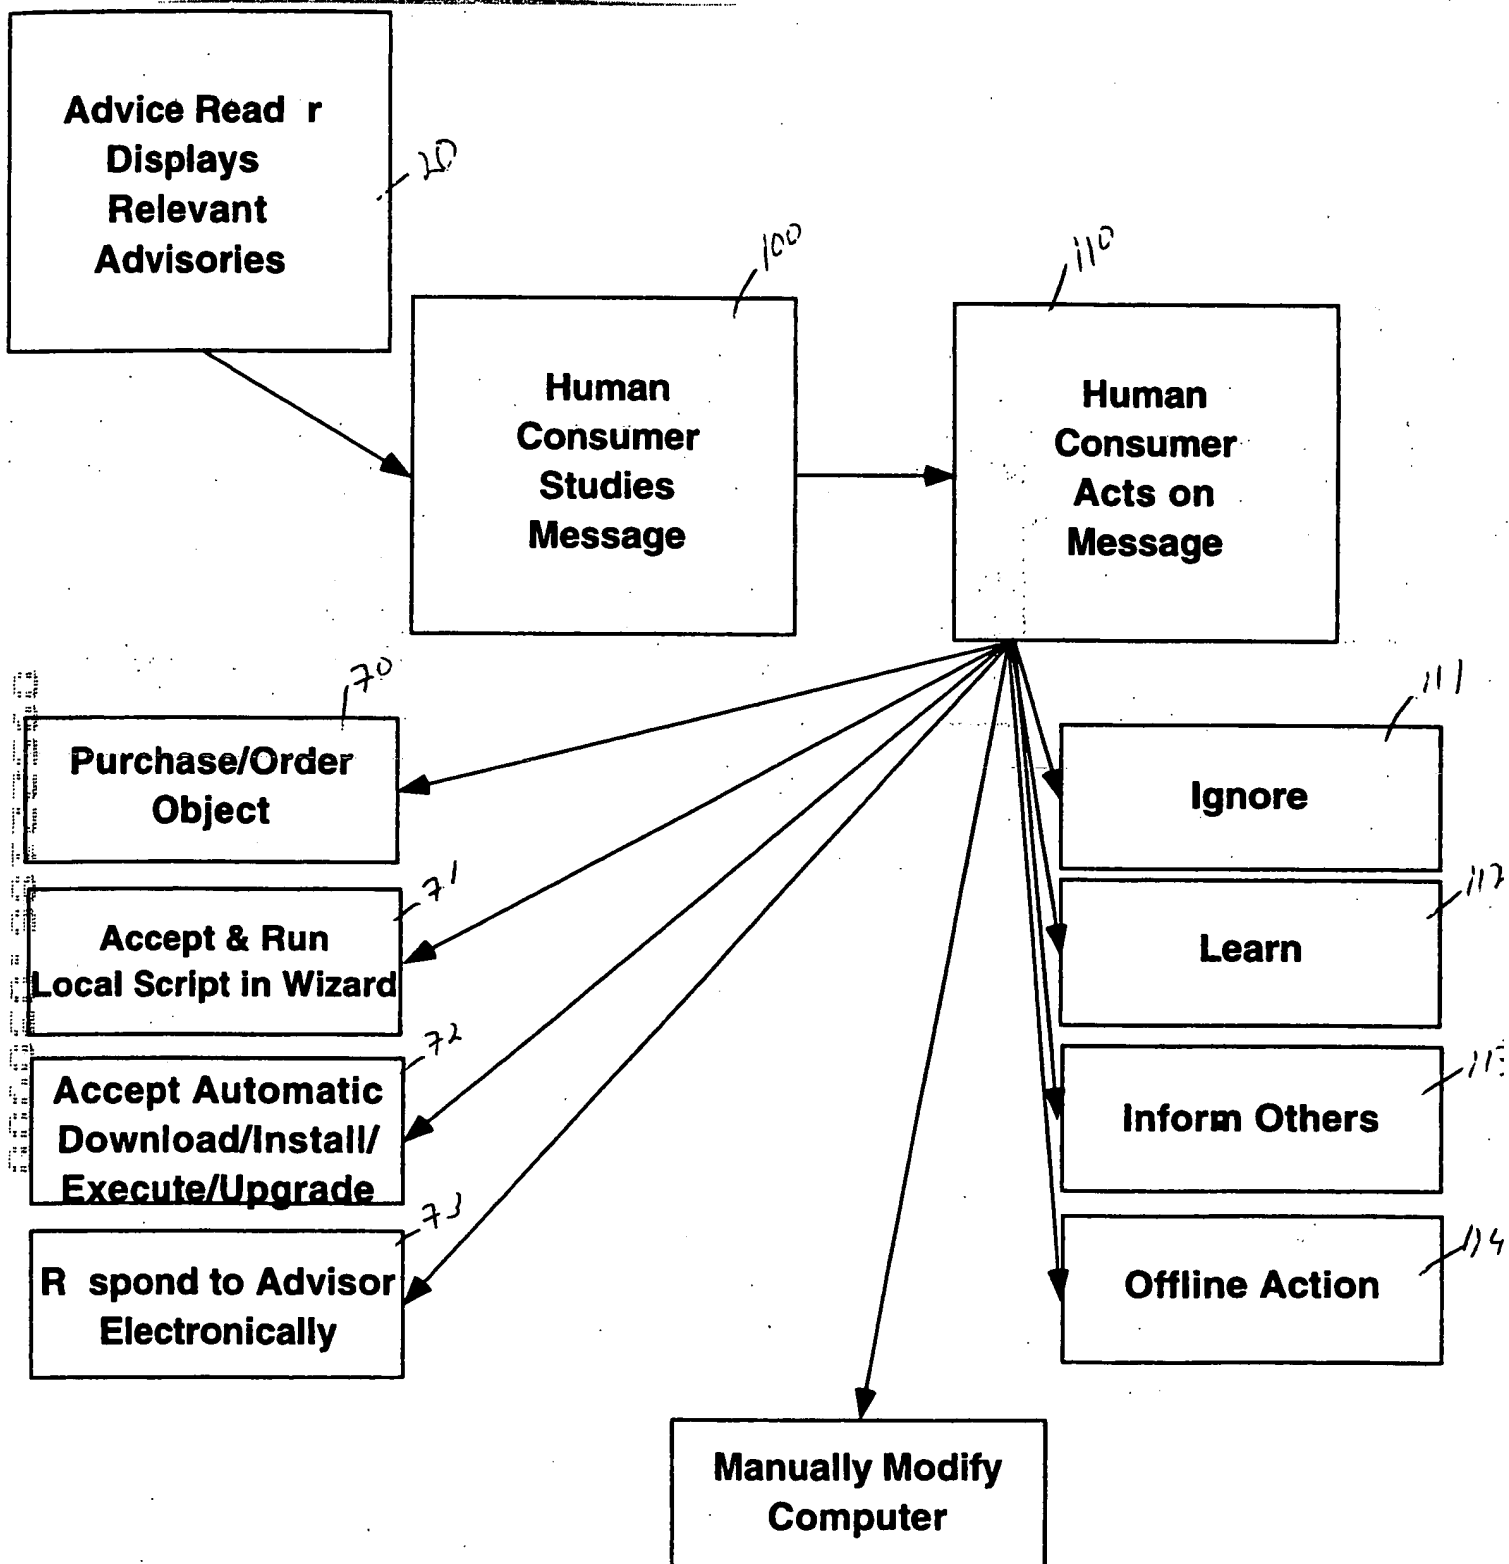 Advice Read r
Displays
Relevant
Advisories
20
Human
Consumer
Studies
Message
100
Human
Consumer
Acts on
Message
110
Purchase/Order
Object
70
Accept & Run
Local Script in Wizard
71
Accept Automatic
Download/Install/
Execute/Upgrade
72
R spond to Advisor
Electronically
73
Ignore
111
Learn
112
Inform Others
113
Offline Action
114
Manually Modify
Computer